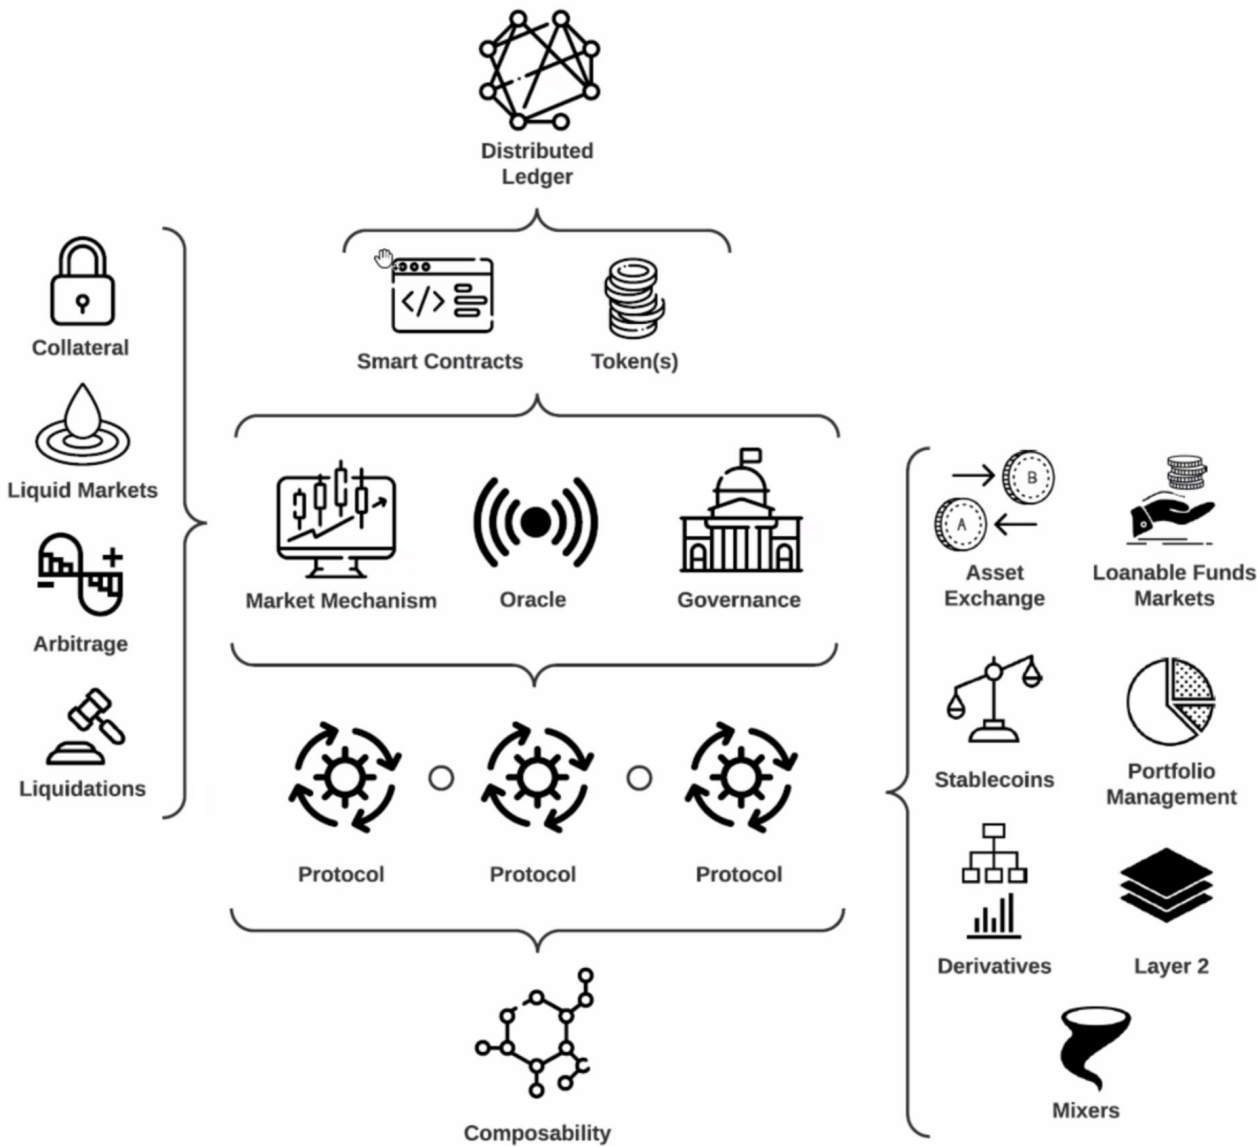 Distributed
Ledger
Smart Contracts
Token(s)
Collateral
Liquid Markets
Arbitrage
Liquidations
Market Mechanism
Oracle
Governance
Protocol
Protocol
Protocol
Composability
B
A
Asset
Exchange
Loanable Funds
Markets
Stablecoins
Portfolio
Management
Derivatives
Layer 2
Mixers